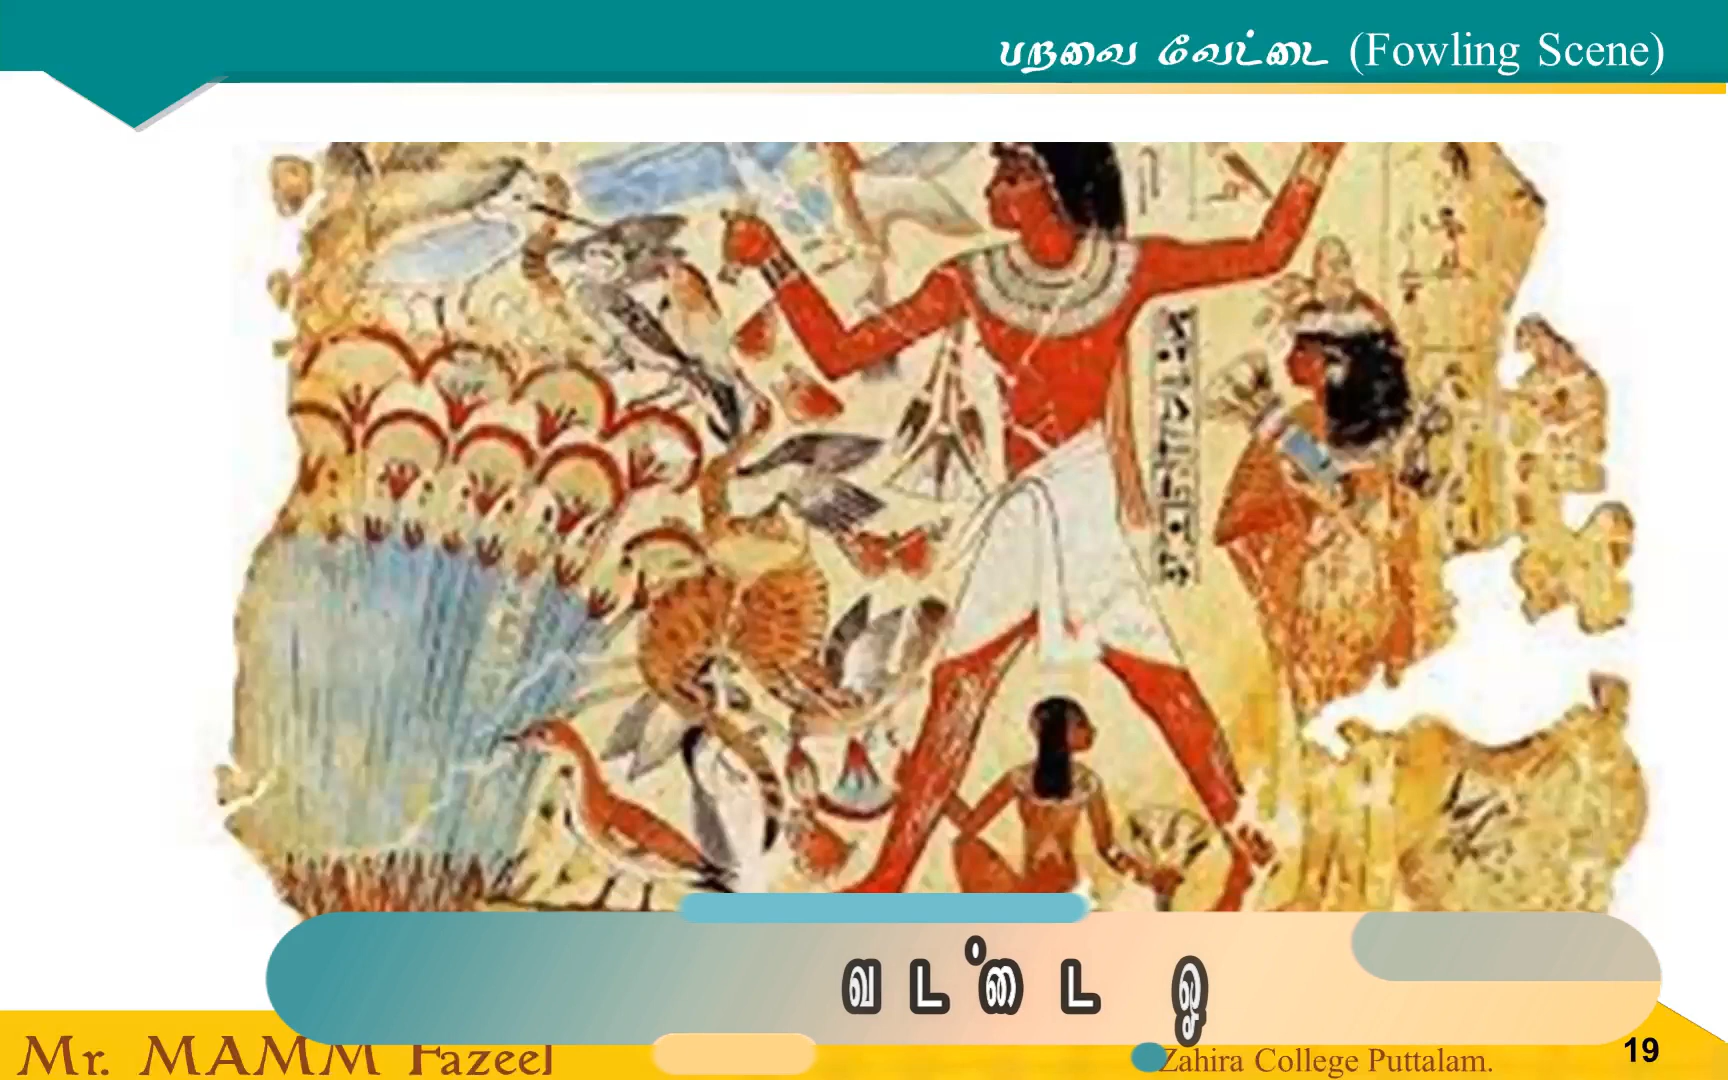 பறவை வேட்டை (Fowling Scene)
Mr. MAMM Fazeel
Zahira College Puttalam.
19